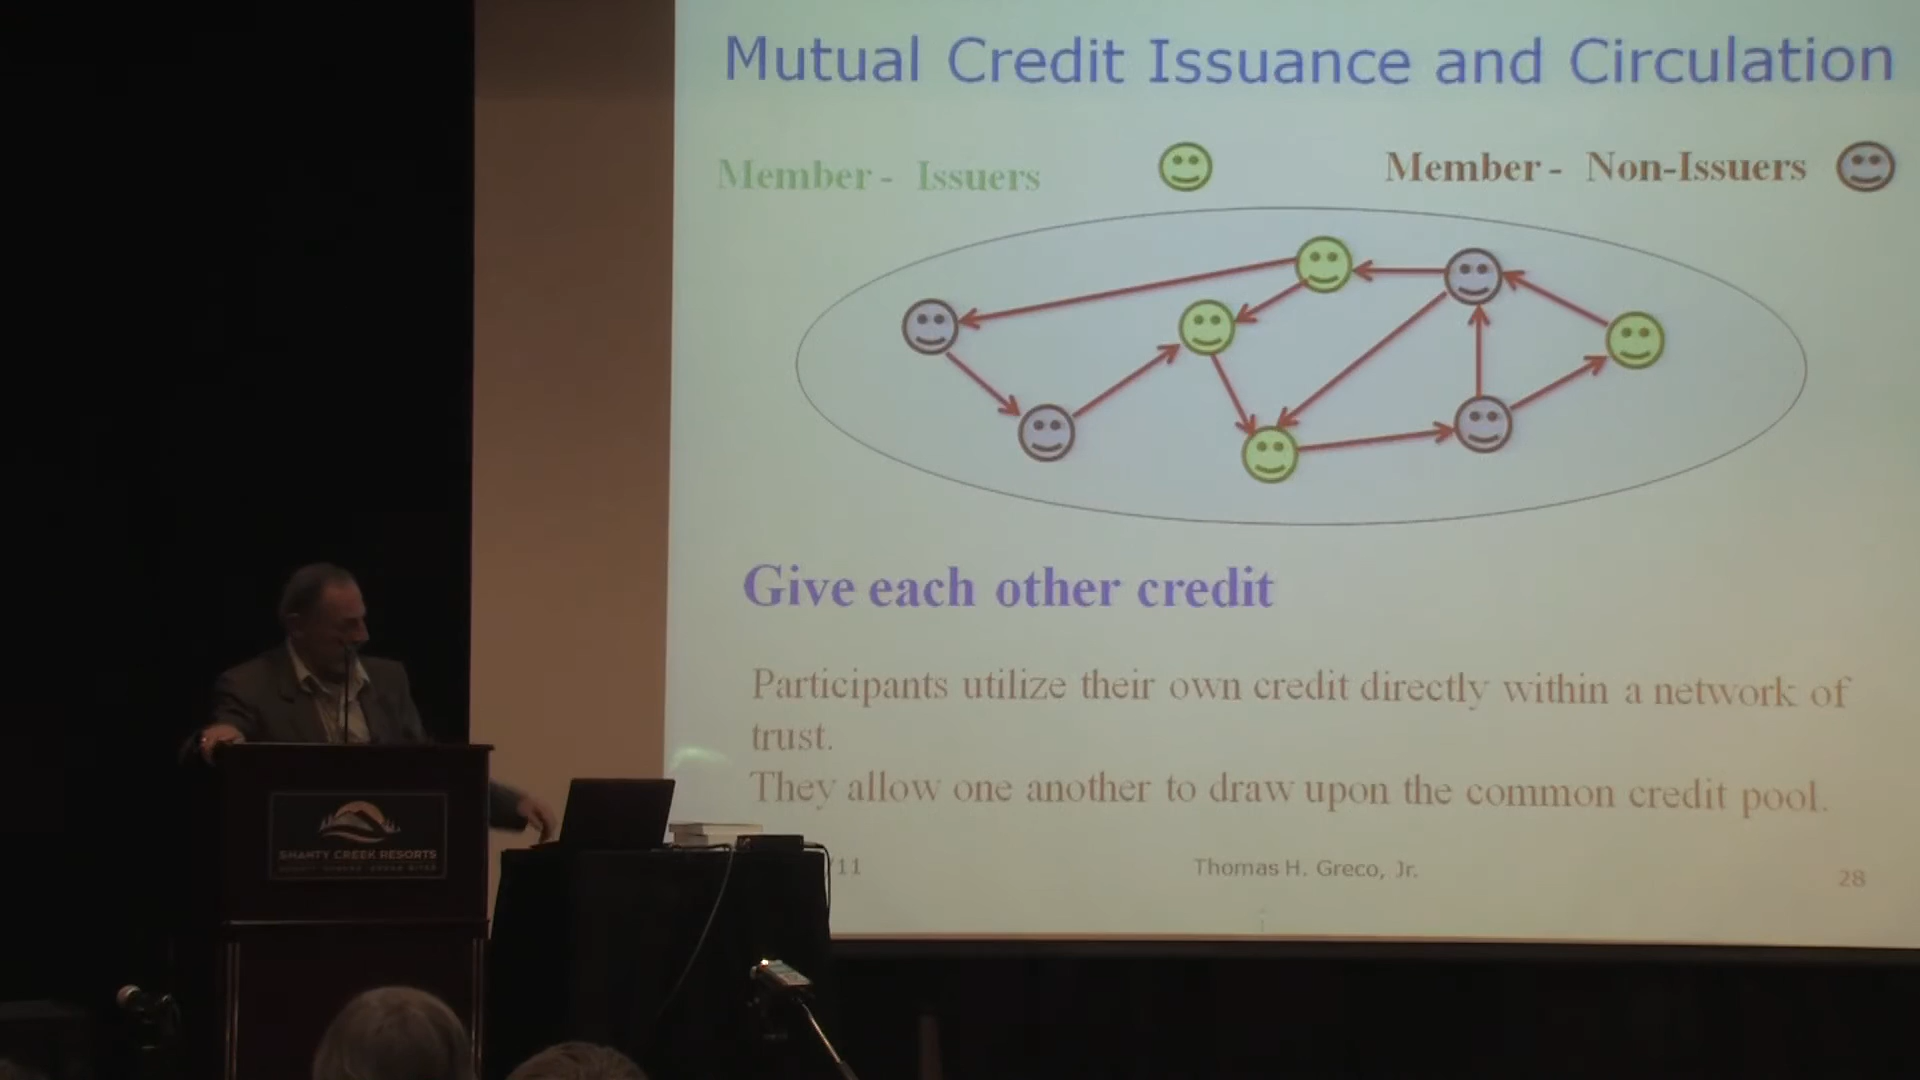 Mutual Credit Issuance and Circulation
Member - Issuers
Member - Non-Issuers
Give each other credit
Participants utilize their own credit directly within a network of
trust.
They allow one another to draw upon the common credit pool.
/11
Thomas H. Greco, Jr.
28
SHANTY CREEK RESORTS